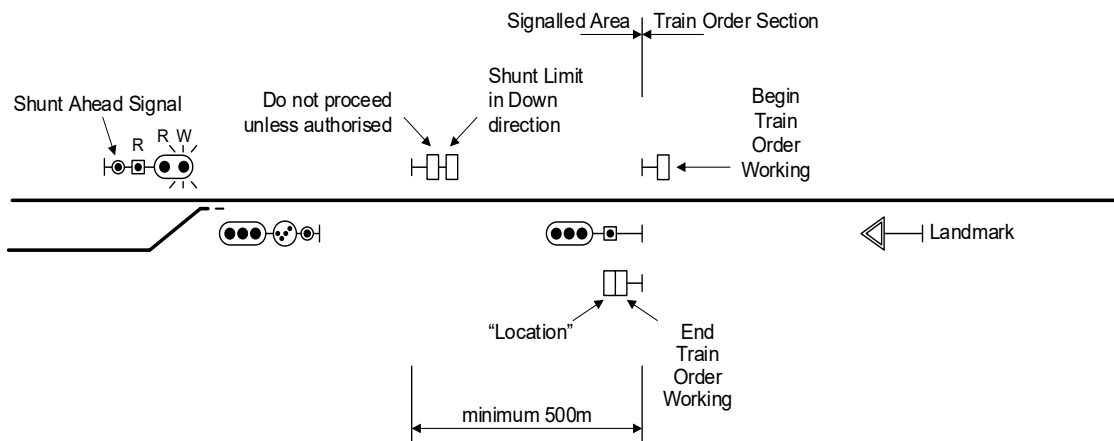 Signalled Area
Train Order Section
Shunt Ahead Signal
R
R W
Do not proceed
unless authorised
Shunt Limit
in Down
direction
Begin
Train
Order
Working
Landmark
“Location”
End
Train
Order
Working
minimum 500m